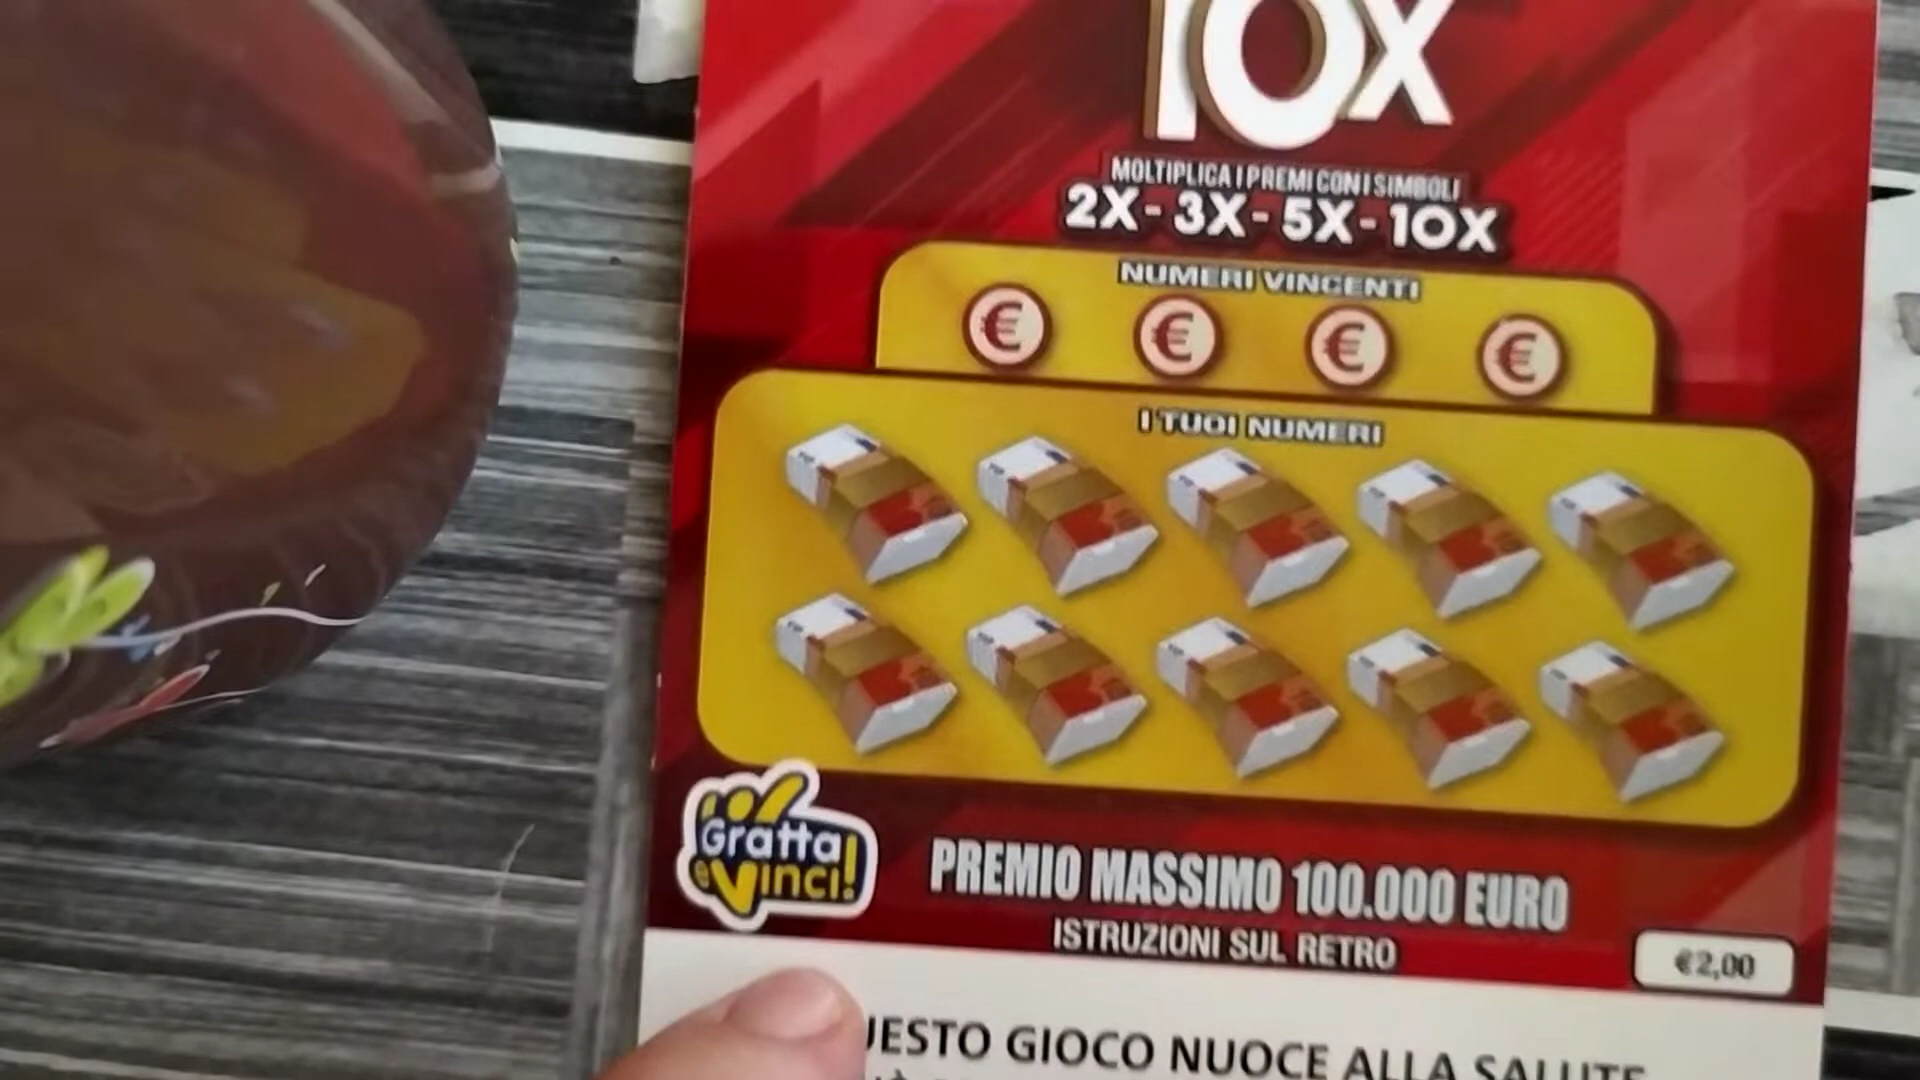 10X
MOLTIPLICA I PREMI CON I SIMBOLI
2X - 3X - 5X - 10X
NUMERI VINCENTI
€ € € €
I TUOI NUMERI
Gratta
e Vinci!
PREMIO MASSIMO 100.000 EURO
ISTRUZIONI SUL RETRO
€2,00
UESTO GIOCO NUOCE ALLA SALUTE